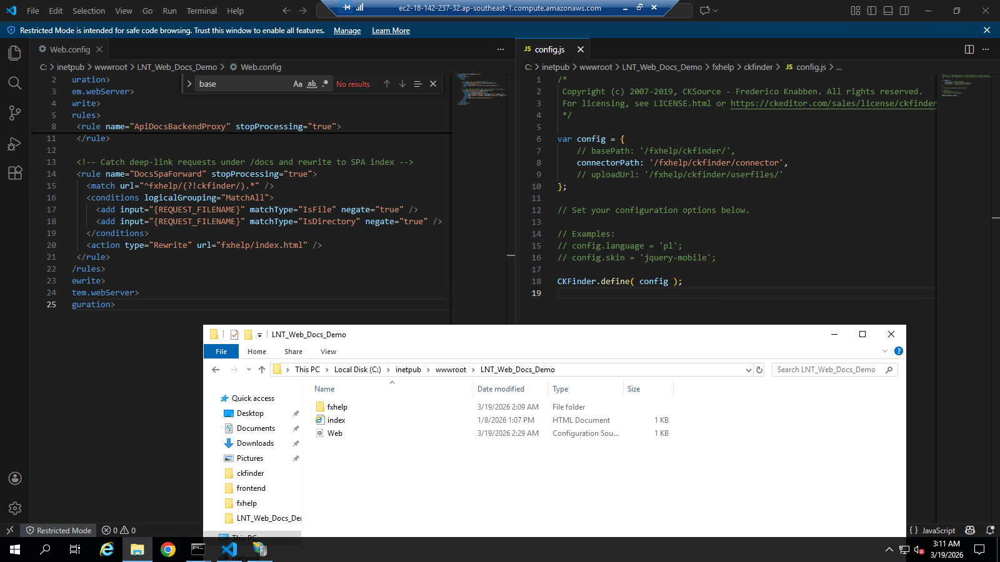 File Edit Selection View Go Run Terminal Help
ec2-18-142-237-32.ap-southeast-1.compute.amazonaws.com
Restricted Mode is intended for safe code browsing. Trust this window to enable all features. Manage Learn More
Web.config
C: > inetpub > wwwroot > LNT_Web_Docs_Demo > Web.config
base Aa ab .* No results
2 uration>
3 em.webServer>
4 write>
5 rules>
8 <rule name="ApiDocsBackendProxy" stopProcessing="true">
11 </rule>
12
13 <!-- Catch deep-link requests under /docs and rewrite to SPA index -->
14 <rule name="DocsSpaForward" stopProcessing="true">
15 <match url="^fxhelp/(?!ckfinder/).*" />
16 <conditions logicalGrouping="MatchAll">
17 <add input="{REQUEST_FILENAME}" matchType="IsFile" negate="true" />
18 <add input="{REQUEST_FILENAME}" matchType="IsDirectory" negate="true" />
19 </conditions>
20 <action type="Rewrite" url="fxhelp/index.html" />
21 </rule>
22 /rules>
23 ewrite>
24 tem.webServer>
25 guration>
JS config.js
C: > inetpub > wwwroot > LNT_Web_Docs_Demo > fxhelp > ckfinder > JS config.js > ...
1 /*
2 Copyright (c) 2007-2019, CKSource - Frederico Knabben. All rights reserved.
3 For licensing, see LICENSE.html or https://ckeditor.com/sales/license/ckfinder
4 */
5
6 var config = {
7 // basePath: '/fxhelp/ckfinder/',
8 connectorPath: '/fxhelp/ckfinder/connector',
9 // uploadUrl: '/fxhelp/ckfinder/userfiles/'
10 };
11
12 // Set your configuration options below.
13
14 // Examples:
15 // config.language = 'pl';
16 // config.skin = 'jquery-mobile';
17
18 CKFinder.define( config );
19
LNT_Web_Docs_Demo
File Home Share View
This PC > Local Disk (C:) > inetpub > wwwroot > LNT_Web_Docs_Demo
Search LNT_Web_Docs_Demo
Name Date modified Type Size
fxhelp 3/19/2026 2:09 AM File folder
index 1/8/2026 1:07 PM HTML Document 1 KB
Web 3/19/2026 2:29 AM Configuration Sou... 1 KB
Quick access
Desktop
Documents
Downloads
Pictures
ckfinder
frontend
fxhelp
LNT_Web_Docs_De
This PC
Network
Restricted Mode 0 0
{ } JavaScript
3:11 AM
3/19/2026